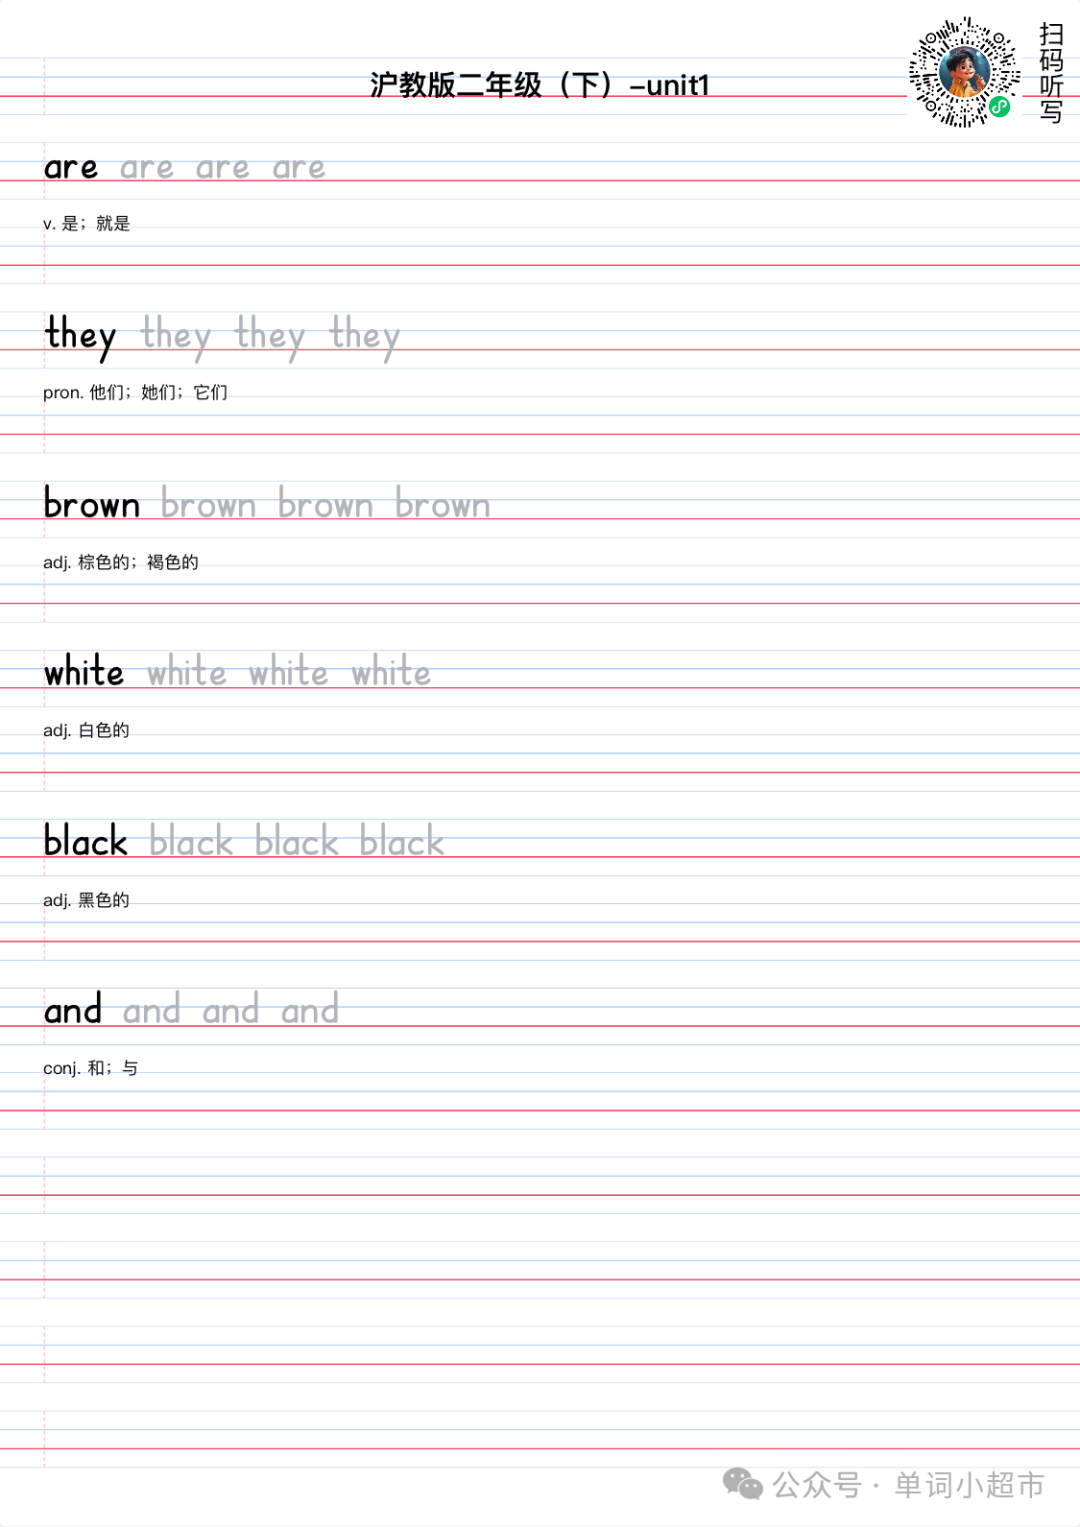 沪教版二年级（下）-unit1
扫码听写
are are are are
v. 是；就是
they they they they
pron. 他们；她们；它们
brown brown brown brown
adj. 棕色的；褐色的
white white white white
adj. 白色的
black black black black
adj. 黑色的
and and and and
conj. 和；与
公众号 · 单词小超市